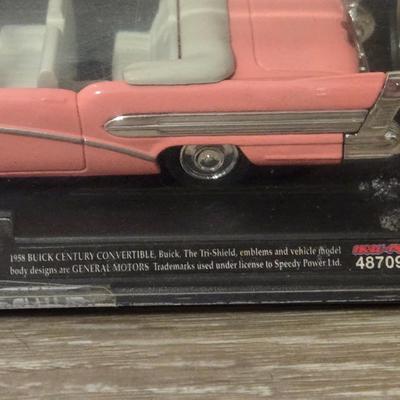 1958 BUICK CENTURY CONVERTIBLE, Buick. The Tri-Shield, emblems and vehicle model
body designs are GENERAL MOTORS Trademarks used under license to Speedy Power Ltd.
48709